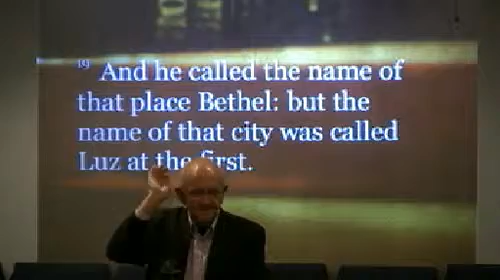 19 And he called the name of
that place Bethel: but the
name of that city was called
Luz at the first.